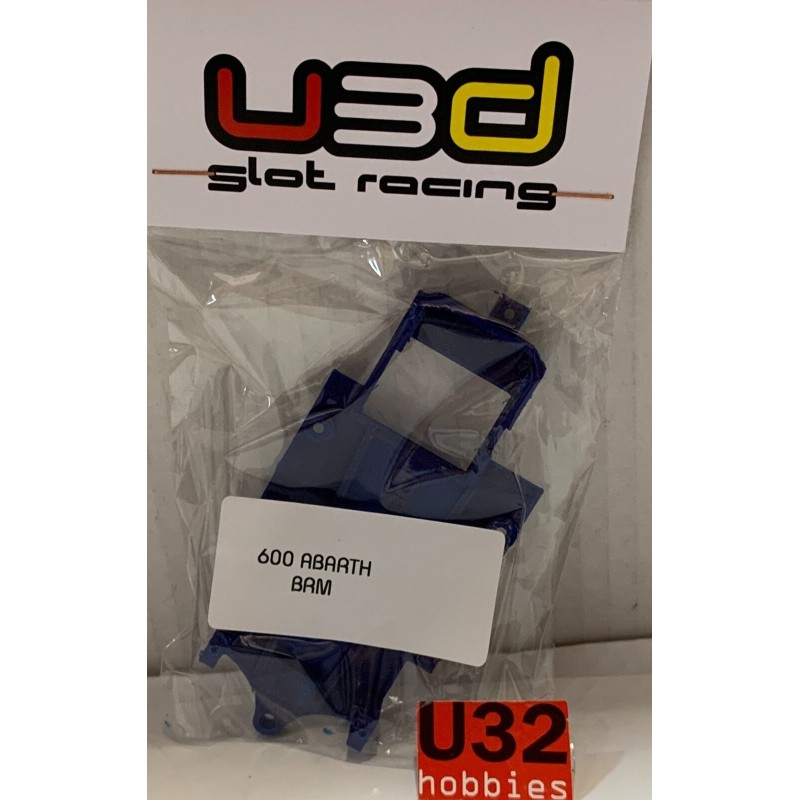 u3d
slot racing
600 ABARTH
BRM
U32
hobbies